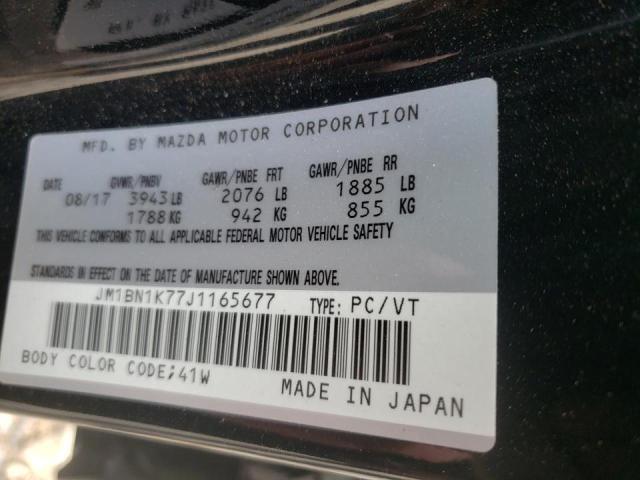 MFD. BY MAZDA MOTOR CORPORATION
DATE GVWR/PNBV GAWR/PNBE FRT GAWR/PNBE RR
08/17 3943 LB 2076 LB 1885 LB
1788 KG 942 KG 855 KG
THIS VEHICLE CONFORMS TO ALL APPLICABLE FEDERAL MOTOR VEHICLE SAFETY
STANDARDS IN EFFECT ON THE DATE OF MANUFACTURE SHOWN ABOVE.
JM1BN1K77J1165677 TYPE: PC/VT
BODY COLOR CODE;41W MADE IN JAPAN